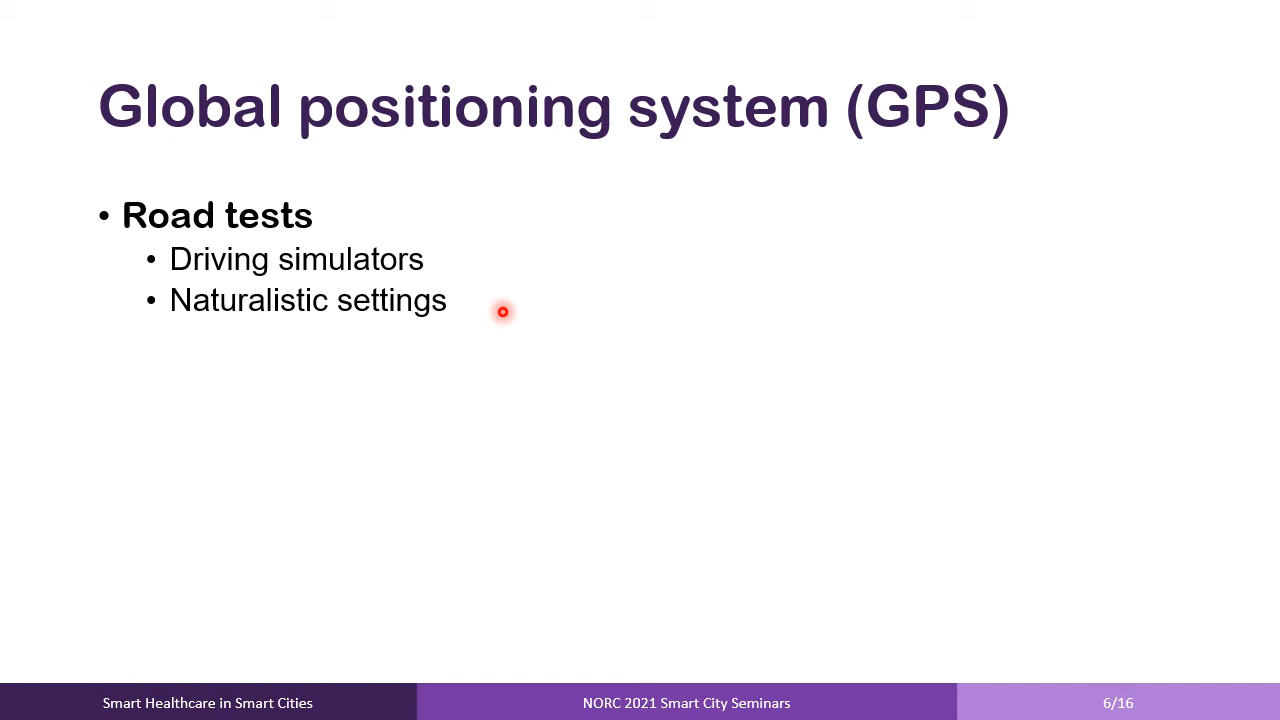 Global positioning system (GPS)
• Road tests
• Driving simulators
• Naturalistic settings
Smart Healthcare in Smart Cities
NORC 2021 Smart City Seminars
6/16